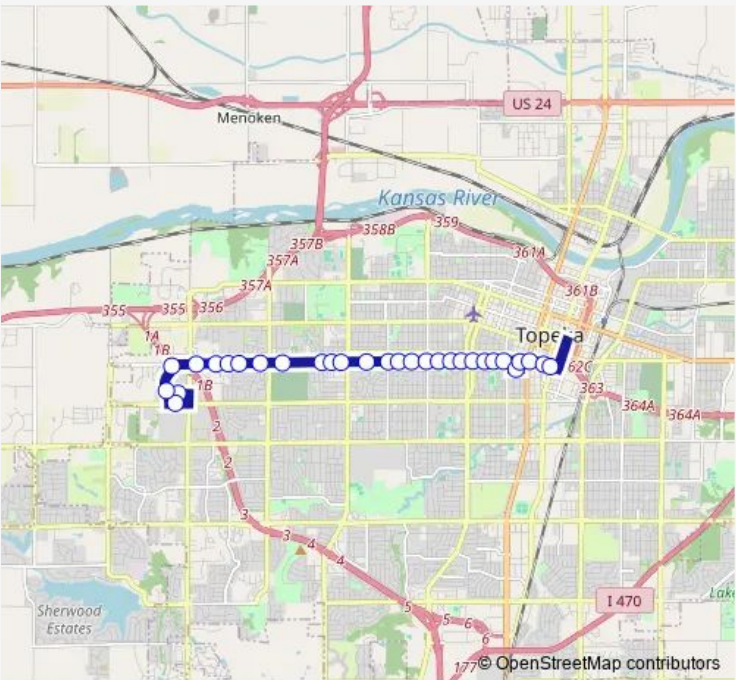 US 24
Menoken
Kansas River
359
358B
357B
361A
357A
357A
361B
355
355
356
1A
Topeka
1B
62C
1B
363
364A
364A
2
2
3
3
4
4
Sherwood
Estates
I 470
Lake
5
5
6
6
177
© OpenStreetMap contributors